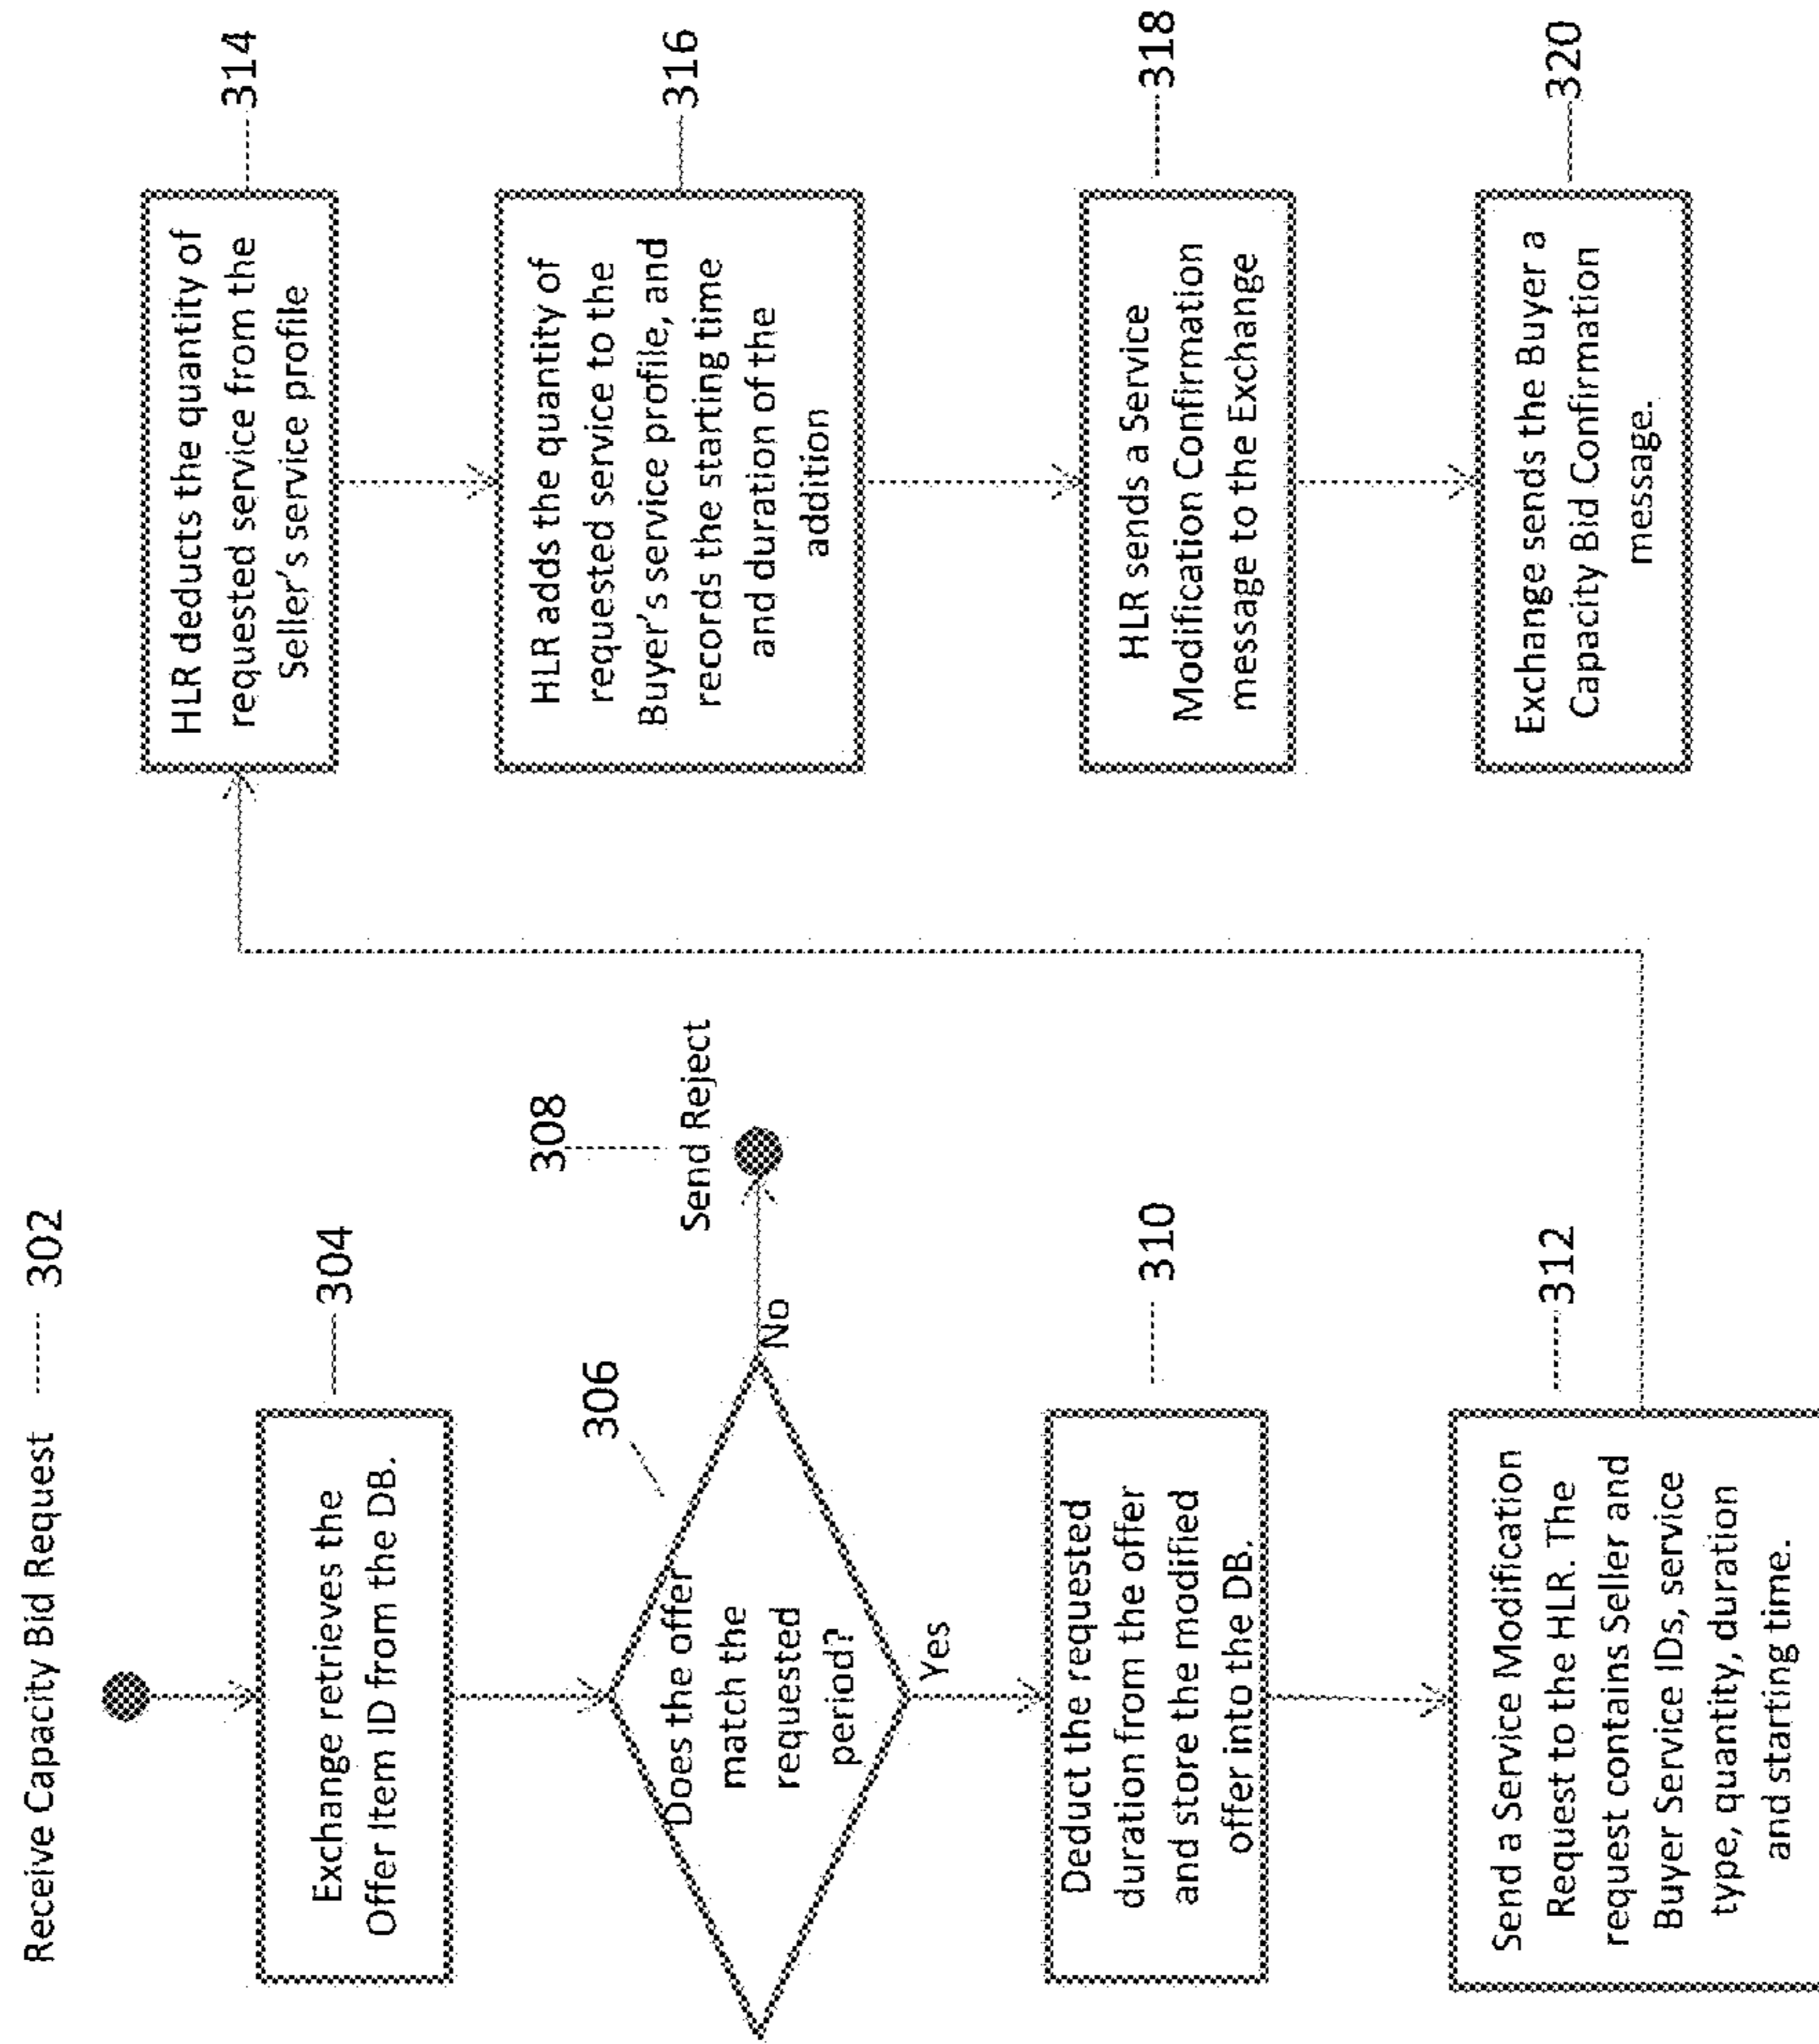 Receive Capacity Bid Request 302
Exchange retrieves the
Offer Item ID from the DB.
304
Does the offer
match the
requested
period?
306
No
308
Send Reject
Yes
Deduct the requested
duration from the offer
and store the modified
offer into the DB.
310
Send a Service Modification
Request to the HLR. The
request contains Seller and
Buyer Service IDs, service
type, quantity, duration
and starting time.
312
HLR deducts the quantity of
requested service from the
Seller's service profile
314
HLR adds the quantity of
requested service to the
Buyer's service profile, and
records the starting time
and duration of the
addition
316
HLR sends a Service
Modification Confirmation
message to the Exchange
318
Exchange sends the Buyer a
Capacity Bid Confirmation
message.
320